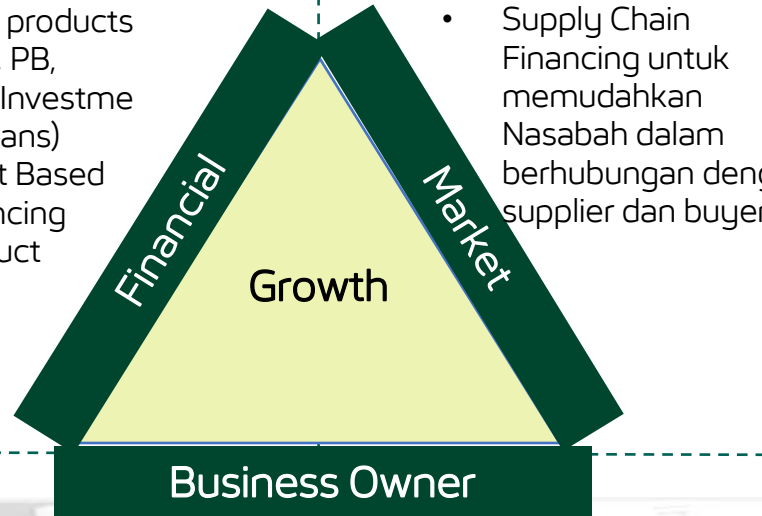 products
PB,
Investme
ans)
t Based
ncing
uct
• Supply Chain
Financing untuk
memudahkan
Nasabah dalam
berhubungan deng
supplier dan buyer
Financial
Market
Growth
Business Owner